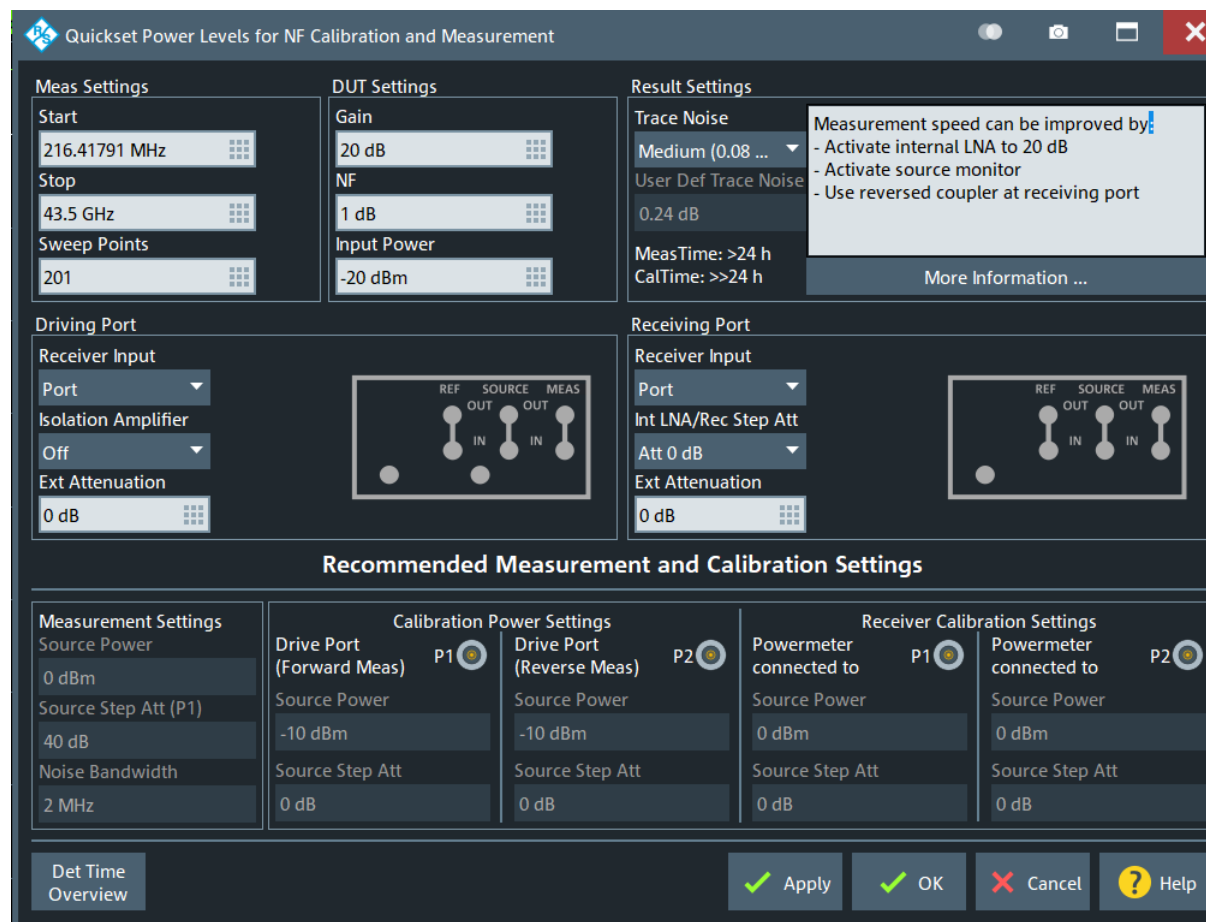 Quickset Power Levels for NF Calibration and Measurement
Meas Settings
Start
216.41791 MHz
Stop
43.5 GHz
Sweep Points
201
DUT Settings
Gain
20 dB
NF
1 dB
Input Power
-20 dBm
Result Settings
Trace Noise
Medium (0.08 ...
User Def Trace Noise
0.24 dB
MeasTime: >24 h
CalTime: >>24 h
Measurement speed can be improved by:
- Activate internal LNA to 20 dB
- Activate source monitor
- Use reversed coupler at receiving port
More Information ...
Driving Port
Receiver Input
Port
Isolation Amplifier
Off
Ext Attenuation
0 dB
REF SOURCE MEAS
OUT OUT
IN IN
Receiving Port
Receiver Input
Port
Int LNA/Rec Step Att
Att 0 dB
Ext Attenuation
0 dB
REF SOURCE MEAS
OUT OUT
IN IN
Recommended Measurement and Calibration Settings
Measurement Settings
Source Power
0 dBm
Source Step Att (P1)
40 dB
Noise Bandwidth
2 MHz
Calibration Power Settings
Drive Port
(Forward Meas)
P1
Source Power
-10 dBm
Source Step Att
0 dB
Drive Port
(Reverse Meas)
P2
Source Power
-10 dBm
Source Step Att
0 dB
Receiver Calibration Settings
Powermeter
connected to
P1
Source Power
0 dBm
Source Step Att
0 dB
Powermeter
connected to
P2
Source Power
0 dBm
Source Step Att
0 dB
Det Time
Overview
Apply
OK
Cancel
? Help